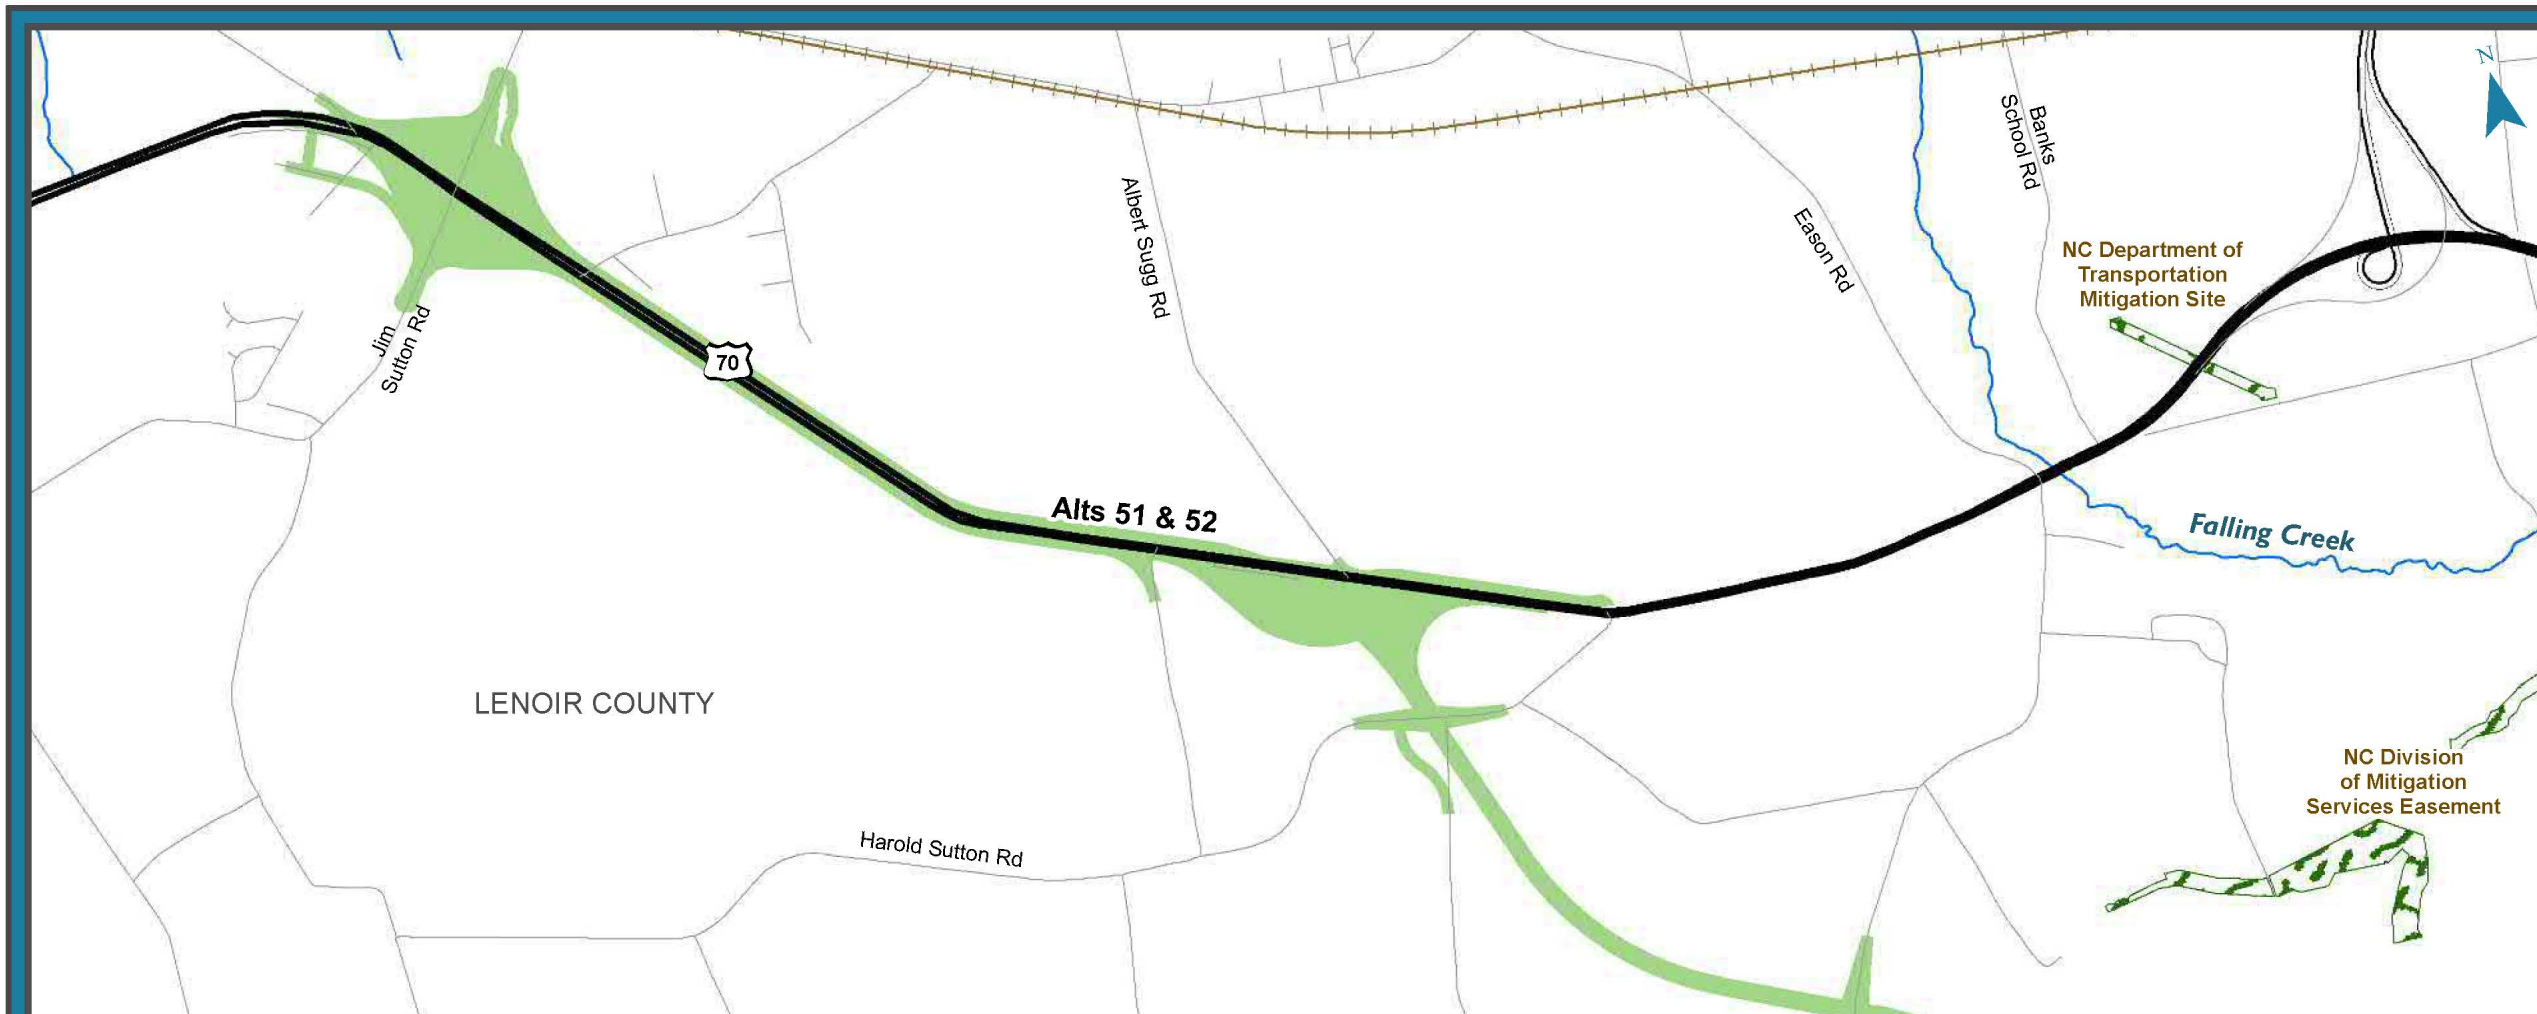 N
Banks
School Rd
Albert Sugg Rd
Eason Rd
NC Department of
Transportation
Mitigation Site
Jim
Sutton Rd
70
Alts 51 & 52
Falling Creek
LENOIR COUNTY
NC Division
of Mitigation
Services Easement
Harold Sutton Rd